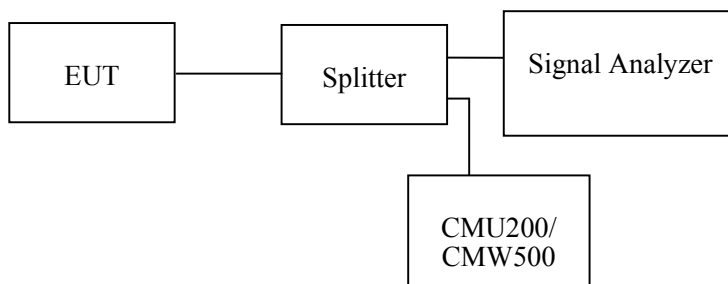 EUT
Splitter
Signal Analyzer
CMU200/
CMW500